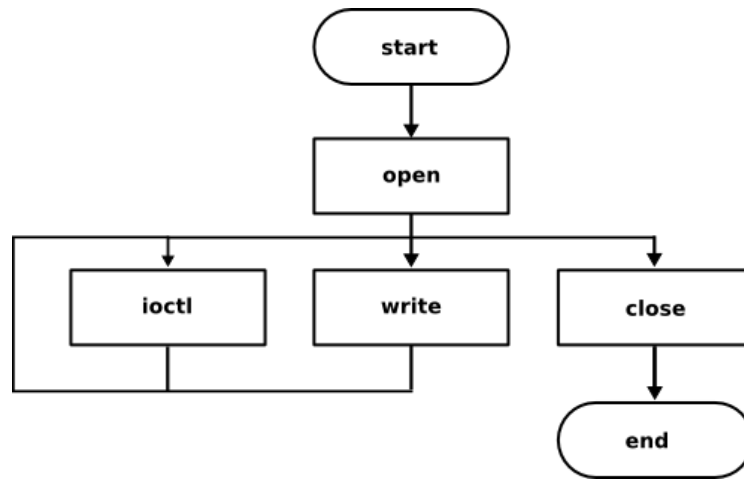 start
open
ioctl
write
close
end